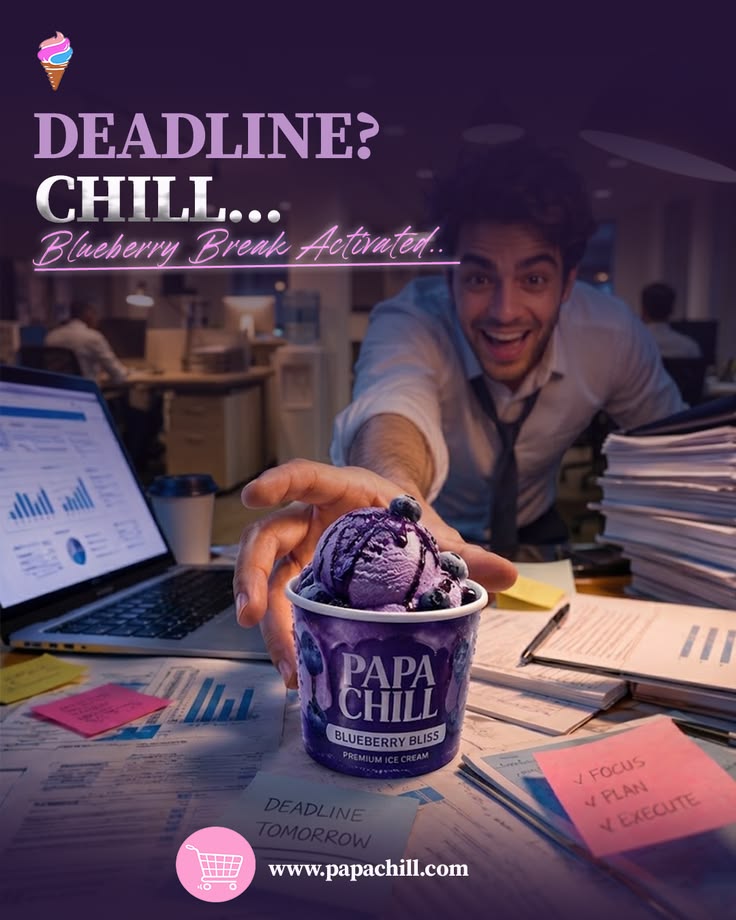 DEADLINE?
CHILL...
Blueberry Break Activated..
PAPA
CHILL
BLUEBERRY BLISS
PREMIUM ICE CREAM
✓ FOCUS
✓ PLAN
✓ EXECUTE
DEADLINE
TOMORROW
www.papachill.com